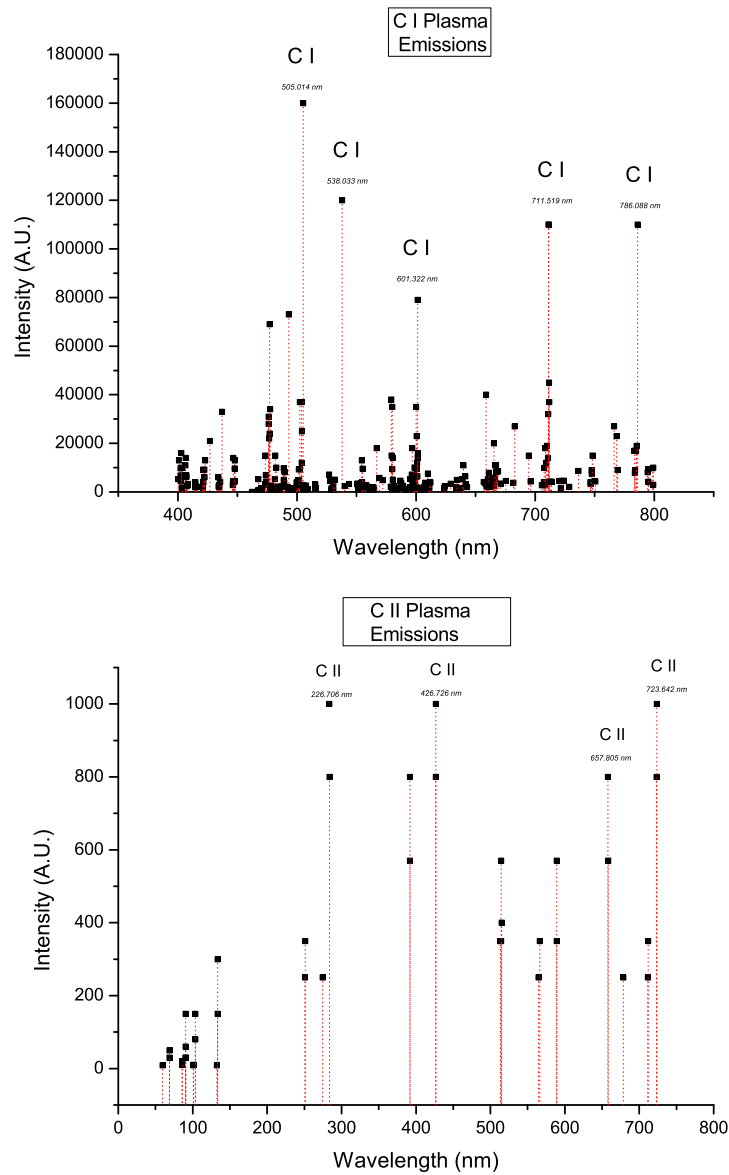 C I Plasma
Emissions
C I
505.014 nm
C I
538.033 nm
C I
601.322 nm
C I
711.519 nm
C I
786.088 nm
180000
160000
140000
120000
100000
80000
60000
40000
20000
0
Intensity (A.U.)
400
500
600
700
800
Wavelength (nm)
C II Plasma
Emissions
C II
226.706 nm
C II
426.726 nm
C II
657.805 nm
C II
723.642 nm
1000
800
600
400
200
0
Intensity (A.U.)
0
100
200
300
400
500
600
700
800
Wavelength (nm)